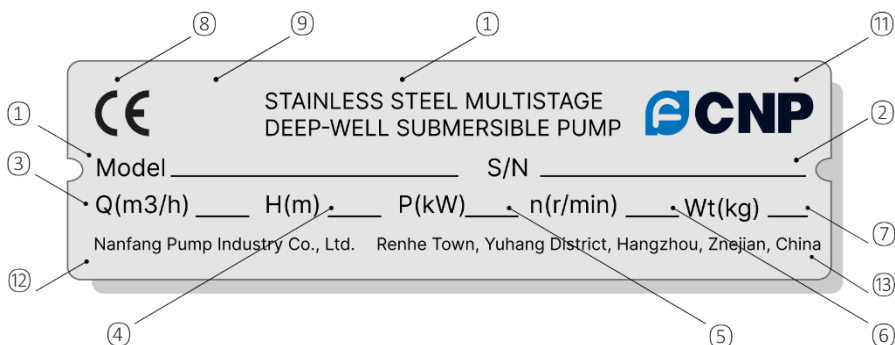 ⑧ ⑨ ① ⑪
CE STAINLESS STEEL MULTISTAGE
DEEP-WELL SUBMERSIBLE PUMP CNP
① ②
Model S/N
③
Q(m3/h) H(m) P(kW) n(r/min) Wt(kg)
⑦
Nanfang Pump Industry Co., Ltd. Renhe Town, Yuhang District, Hangzhou, Znejian, China
⑫ ⑬
④ ⑤ ⑥